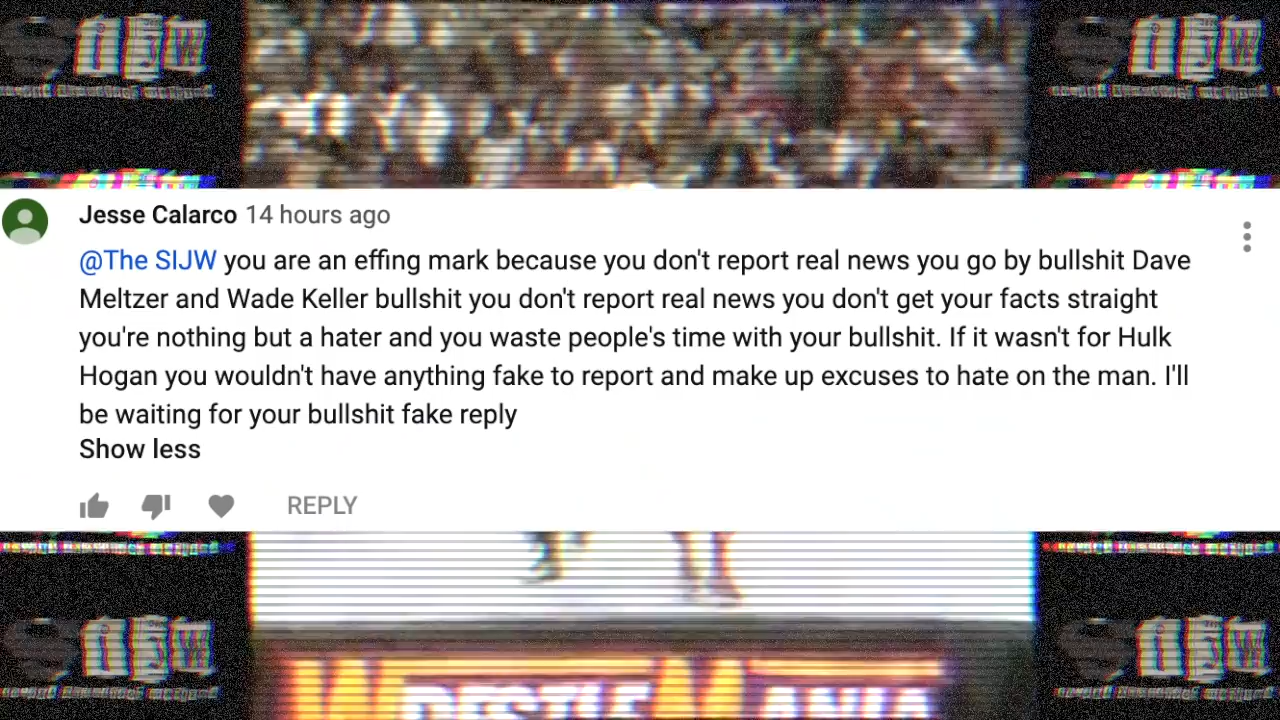 Jesse Calarco 14 hours ago
@The SIJW you are an effing mark because you don't report real news you go by bullshit Dave
Meltzer and Wade Keller bullshit you don't report real news you don't get your facts straight
you're nothing but a hater and you waste people's time with your bullshit. If it wasn't for Hulk
Hogan you wouldn't have anything fake to report and make up excuses to hate on the man. I'll
be waiting for your bullshit fake reply
Show less
REPLY
WRESTLEMANIA